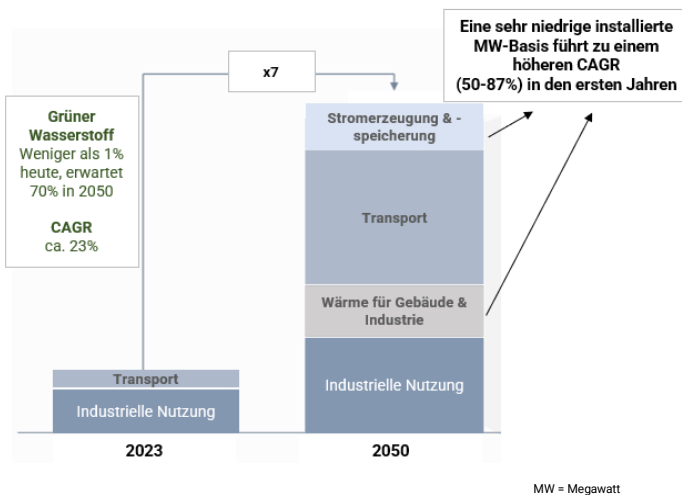 Eine sehr niedrige installierte
MW-Basis führt zu einem
höheren CAGR
(50-87%) in den ersten Jahren
x7
Grüner
Wasserstoff
Weniger als 1%
heute, erwartet
70% in 2050
CAGR
ca. 23%
Stromerzeugung & -
speicherung
Transport
Wärme für Gebäude &
Industrie
Industrielle Nutzung
Transport
Industrielle Nutzung
2023
2050
MW = Megawatt